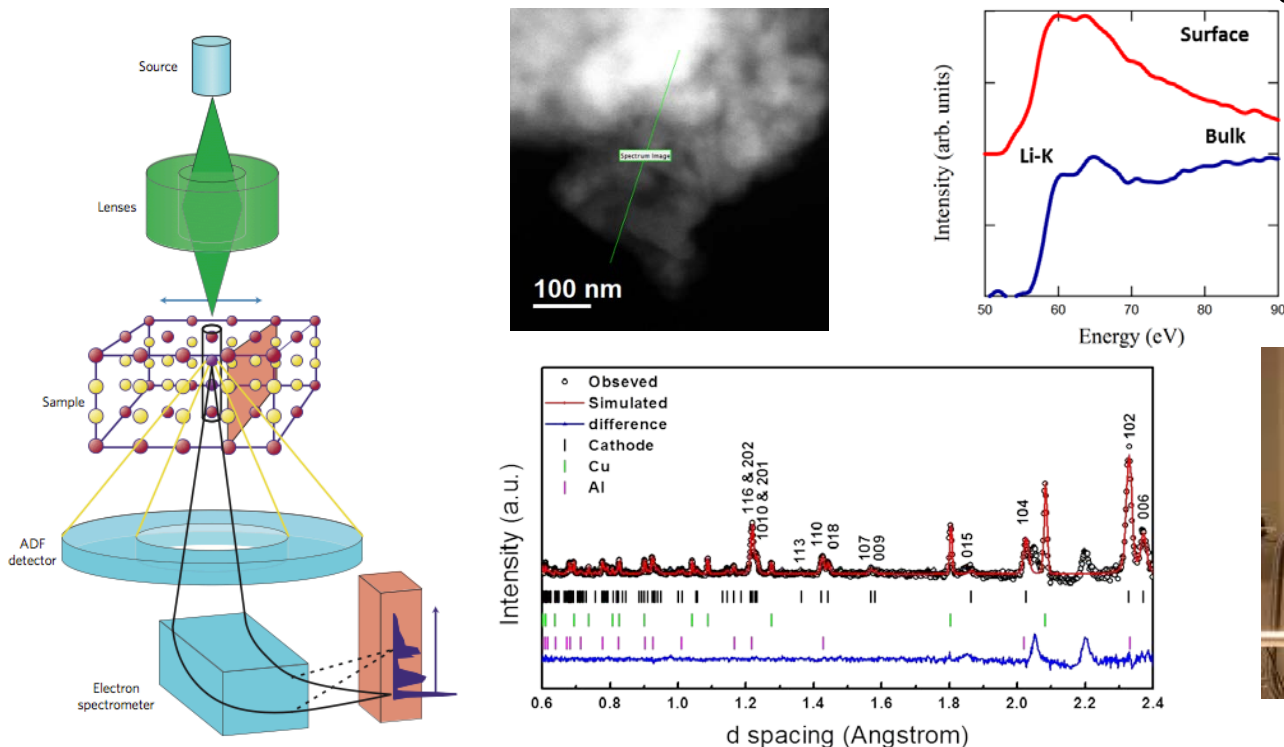 Source
Lenses
Sample
ADF
detector
Electron
spectrometer
Spectrum Image
100 nm
Intensity (arb. units)
Surface
Bulk
Li-K
50
60
70
80
90
Energy (eV)
Intensity (a.u.)
Obseved
Simulated
difference
Cathode
Cu
Al
116 & 202
1010 & 201
113
110
018
107
009
015
104
102
006
0.6 0.8 1.0 1.2 1.4 1.6 1.8 2.0 2.2 2.4
d spacing (Angstrom)